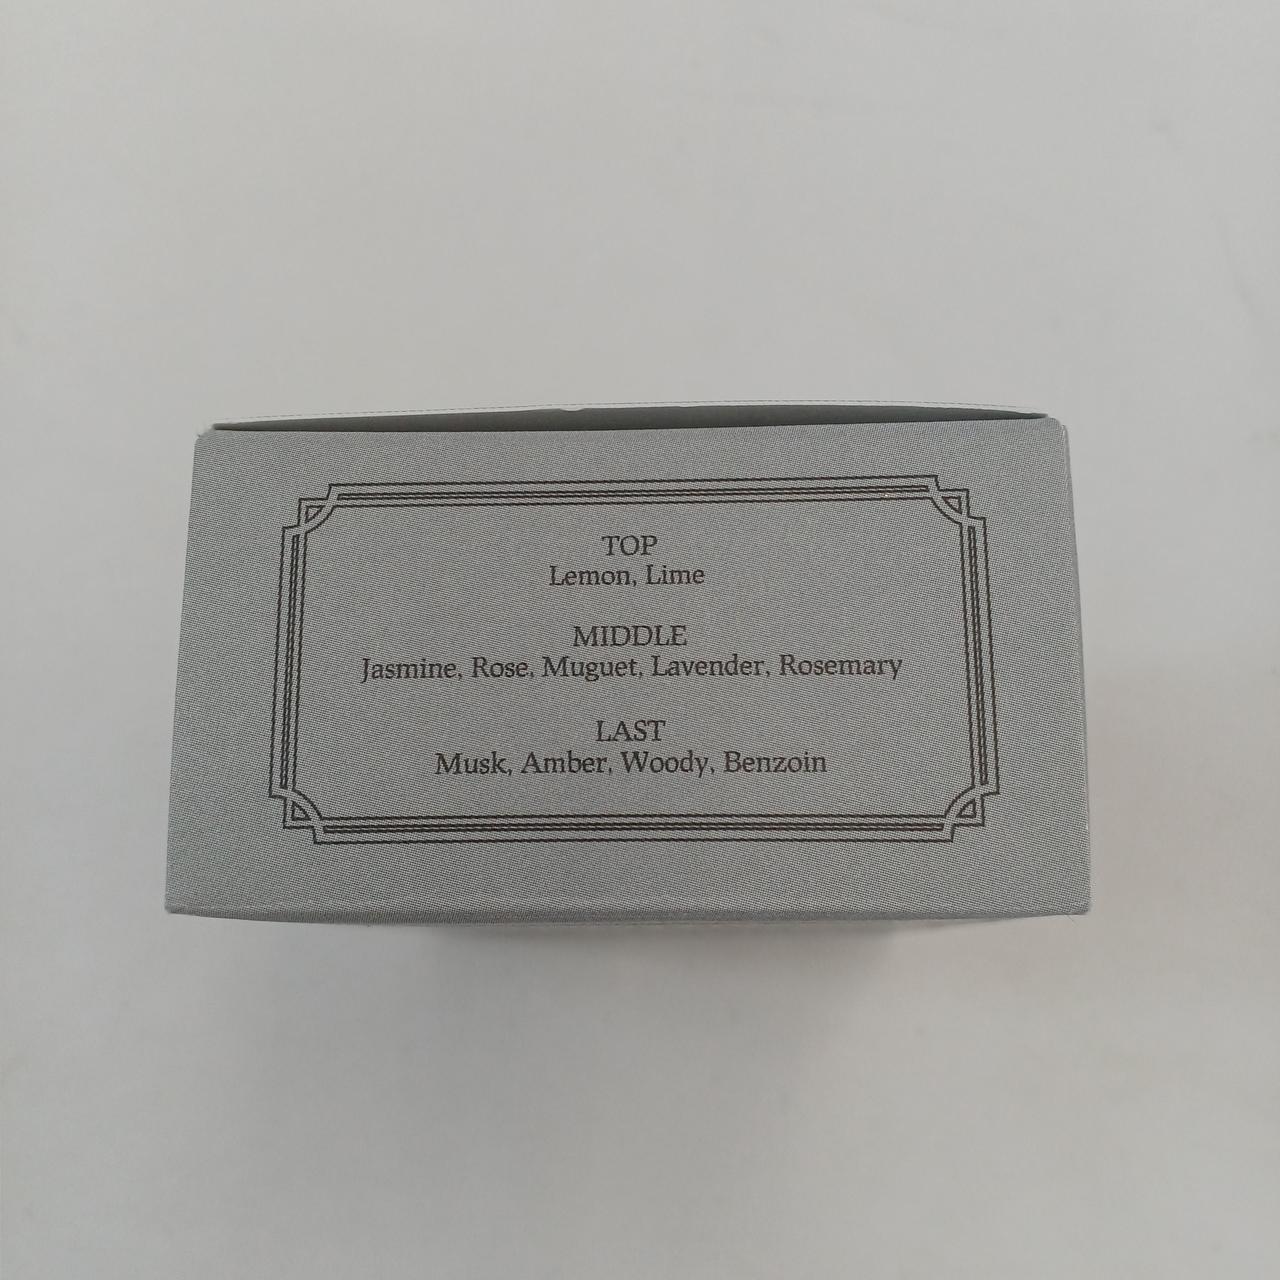 TOP
Lemon, Lime
MIDDLE
Jasmine, Rose, Muguet, Lavender, Rosemary
LAST
Musk, Amber, Woody, Benzoin